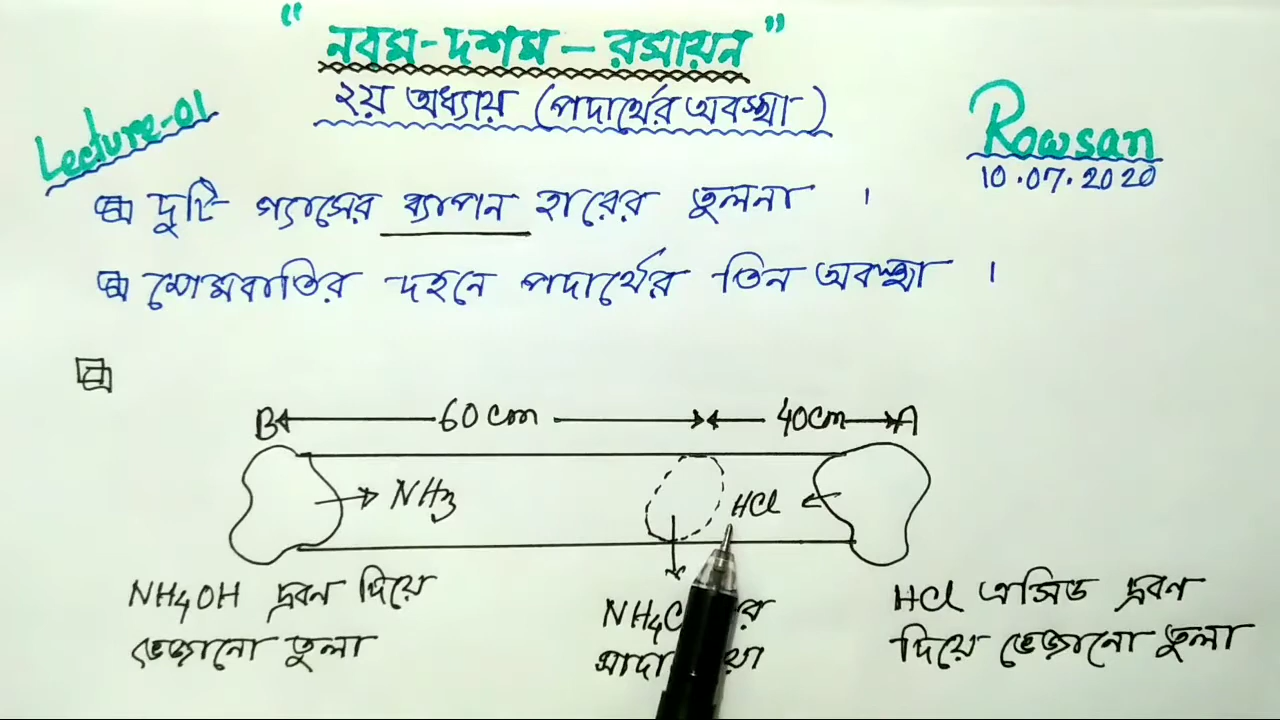 "নবম-দশম – রসায়ন"
২য় অধ্যায় (পদার্থের অবস্থা)
Lecture-01
Rowsan
10.07.2020
দুটি গ্যাসের ব্যাপন হারের তুলনা ।
মোমবাতির দহনে পদার্থের তিন অবস্থা ।
B 60 cm 40cm A
NH3 HCl
NH4OH দ্রবণ দিয়ে
ভেজানো তুলা
NH4C র
সাদা
HCl এসিড দ্রবণ
দিয়ে ভেজানো তুলা